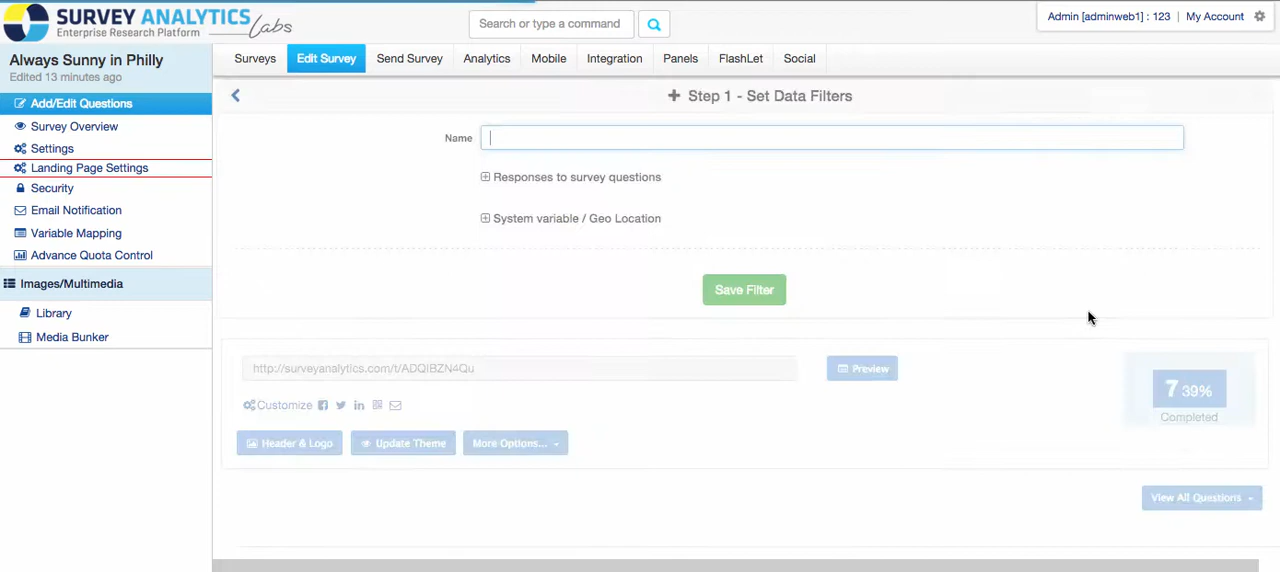 SURVEY ANALYTICS
Enterprise Research Platform
Labs
Search or type a command
Admin [adminweb1] : 123 | My Account
Always Sunny in Philly
Edited 13 minutes ago
Surveys
Edit Survey
Send Survey
Analytics
Mobile
Integration
Panels
FlashLet
Social
Add/Edit Questions
Survey Overview
Settings
Landing Page Settings
Security
Email Notification
Variable Mapping
Advance Quota Control
Images/Multimedia
Library
Media Bunker
Step 1 - Set Data Filters
Name
Responses to survey questions
System variable / Geo Location
Save Filter
http://surveyanalytics.com/t/ADQIBZN4Qu
Preview
7 39%
Completed
Customize
Header & Logo
Update Theme
More Options...
View All Questions